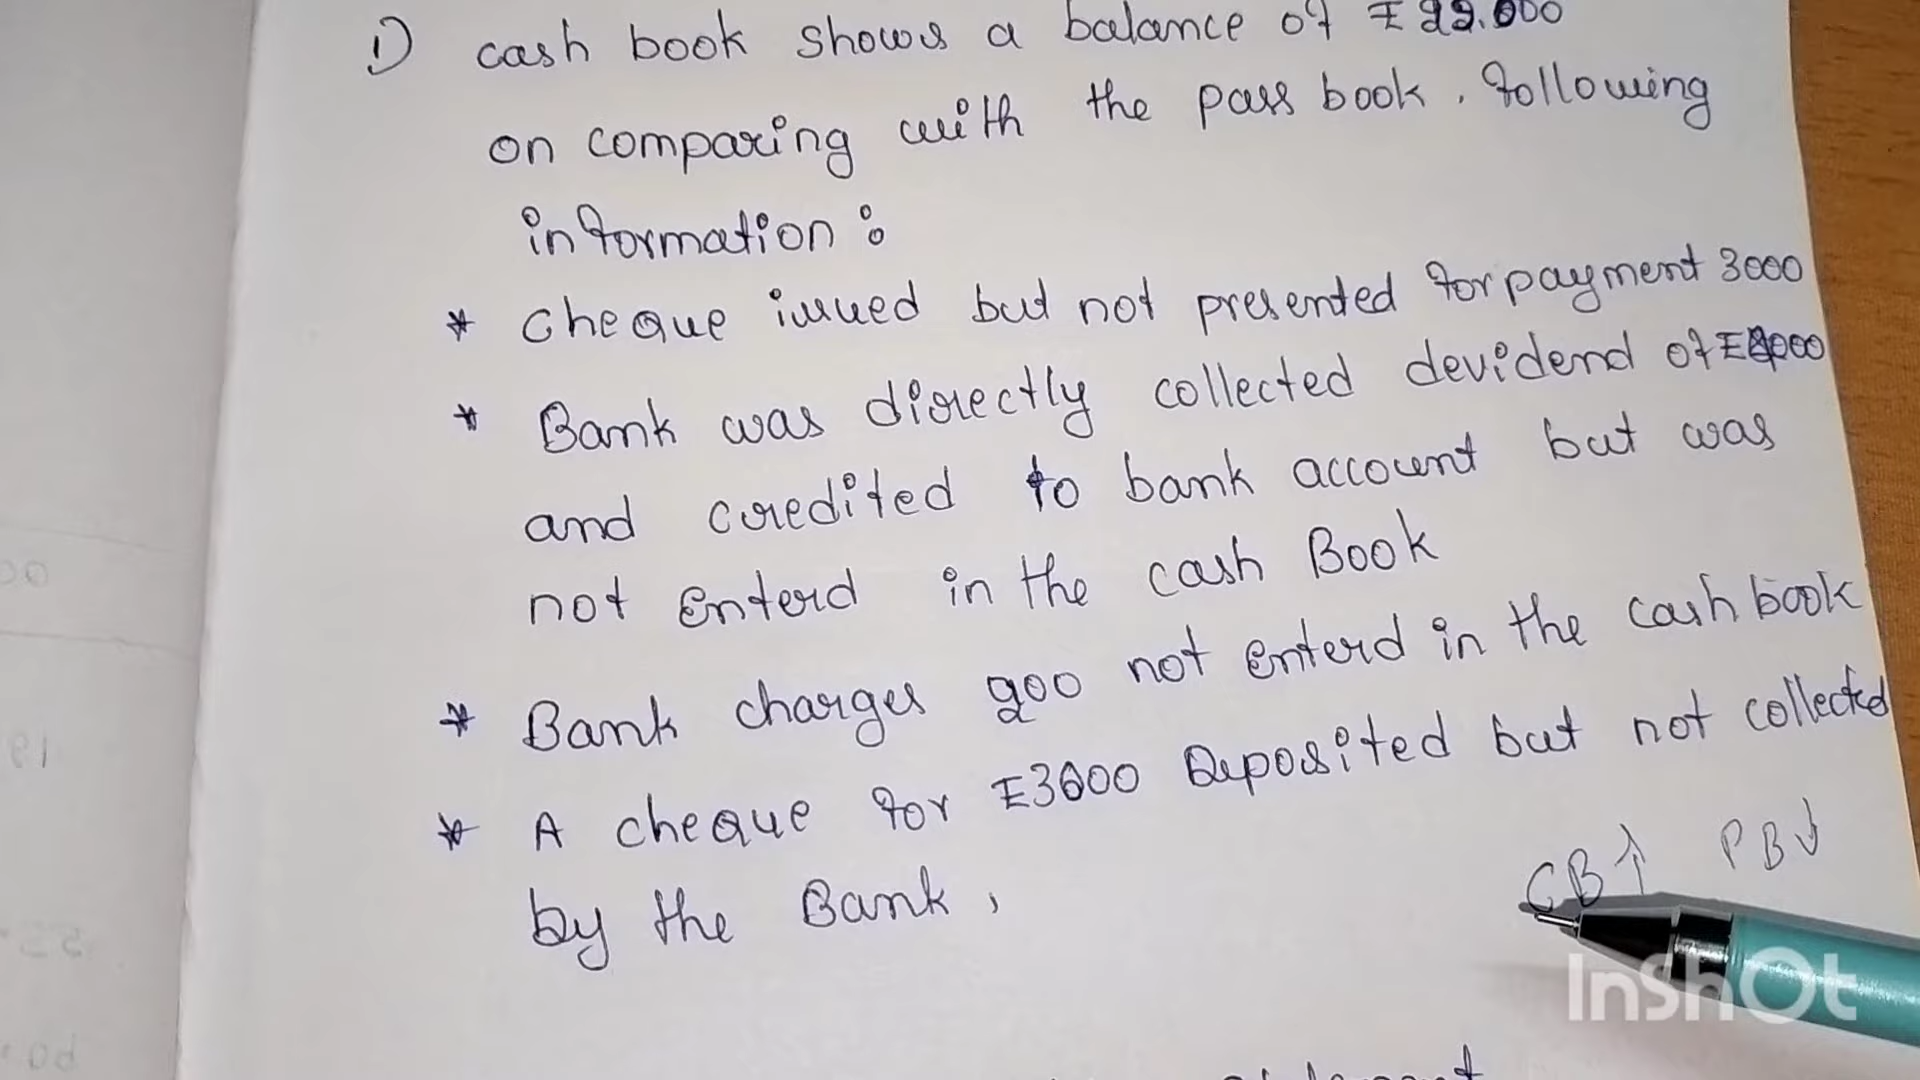 1) cash book shows a balance of ₹ 22.000
on comparing with the pass book. following
information :
* cheque issued but not presented for payment 3000
* Bank was directly collected devidend of
and credited to bank account but was
not enterd in the cash Book
* Bank charges not enterd in the cash book
* A cheque for ₹3600 Deposited but not collected
by the Bank,
CB↑ PB↓
InShOt